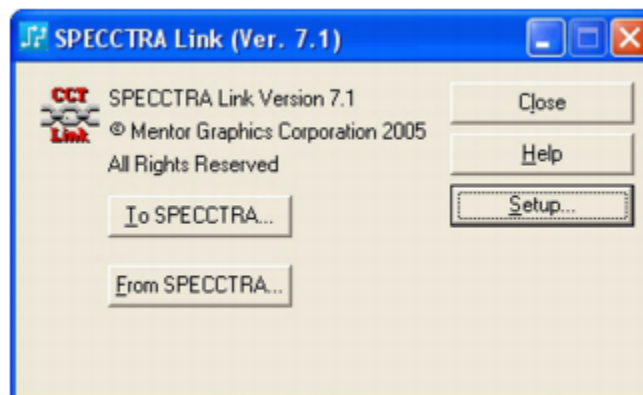 SPECCTRA Link (Ver. 7.1)
CCT
Link
SPECCTRA Link Version 7.1
© Mentor Graphics Corporation 2005
All Rights Reserved
To SPECCTRA...
From SPECCTRA...
Close
Help
Setup...